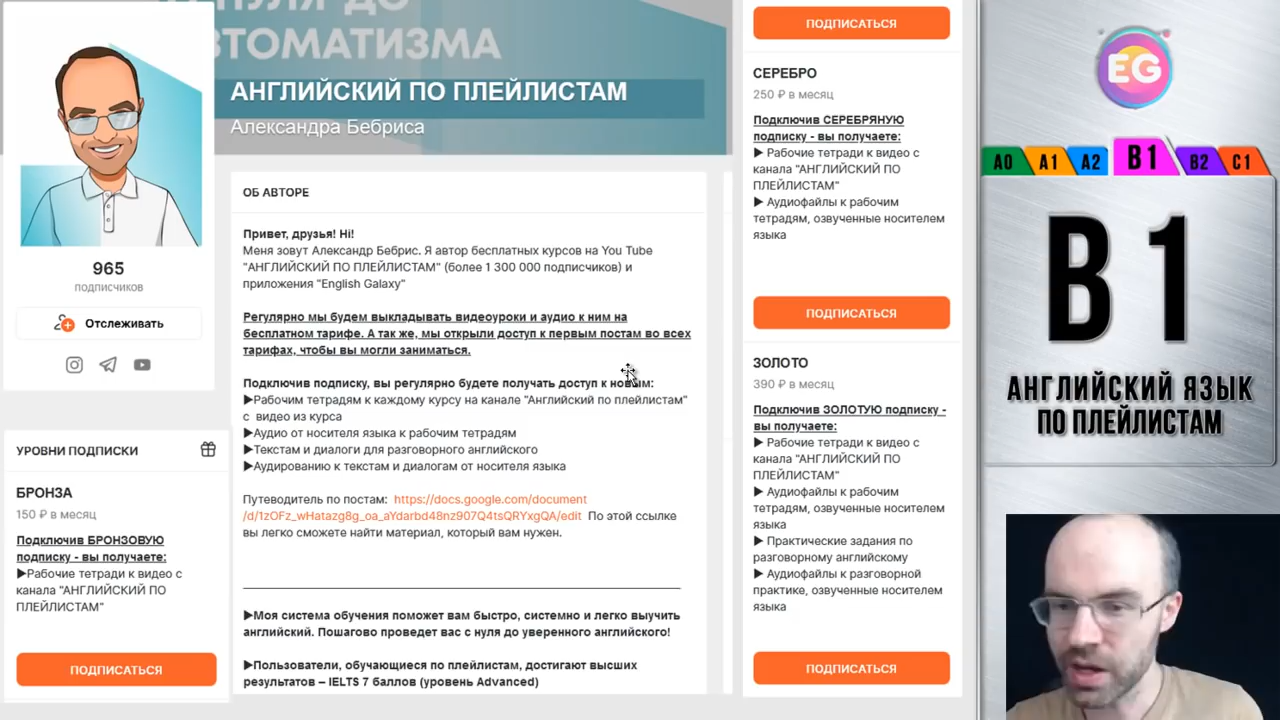 НУЛЯ ДО
ВТОМАТИЗМА
АНГЛИЙСКИЙ ПО ПЛЕЙЛИСТАМ
Александра Бебриса
965
подписчиков
Отслеживать
УРОВНИ ПОДПИСКИ
БРОНЗА
150 ₽ в месяц
Подключив БРОНЗОВУЮ
подписку - вы получаете:
▶Рабочие тетради к видео с
канала "АНГЛИЙСКИЙ ПО
ПЛЕЙЛИСТАМ"
ПОДПИСАТЬСЯ
ОБ АВТОРЕ
Привет, друзья! Hi!
Меня зовут Александр Бебрис. Я автор бесплатных курсов на You Tube
"АНГЛИЙСКИЙ ПО ПЛЕЙЛИСТАМ" (более 1 300 000 подписчиков) и
приложения "English Galaxy"
Регулярно мы будем выкладывать видеоуроки и аудио к ним на
бесплатном тарифе. А так же, мы открыли доступ к первым постам во всех
тарифах, чтобы вы могли заниматься.
Подключив подписку, вы регулярно будете получать доступ к новым:
▶Рабочим тетрадям к каждому курсу на канале "Английский по плейлистам"
с видео из курса
▶Аудио от носителя языка к рабочим тетрадям
▶Текстам и диалоги для разговорного английского
▶Аудированию к текстам и диалогам от носителя языка
Путеводитель по постам: https://docs.google.com/document
/d/1zOFz_wHatazg8g_oa_aYdarbd48nz907Q4tsQRYxgQA/edit По этой ссылке
вы легко сможете найти материал, который вам нужен.
▶Моя система обучения поможет вам быстро, системно и легко выучить
английский. Пошагово проведет вас с нуля до уверенного английского!
▶Пользователи, обучающиеся по плейлистам, достигают высших
результатов – IELTS 7 баллов (уровень Advanced)
ПОДПИСАТЬСЯ
СЕРЕБРО
250 ₽ в месяц
Подключив СЕРЕБРЯНУЮ
подписку - вы получаете:
▶ Рабочие тетради к видео с
канала "АНГЛИЙСКИЙ ПО
ПЛЕЙЛИСТАМ"
▶ Аудиофайлы к рабочим
тетрадям, озвученные носителем
языка
ПОДПИСАТЬСЯ
ЗОЛОТО
390 ₽ в месяц
Подключив ЗОЛОТУЮ подписку -
вы получаете:
▶ Рабочие тетради к видео с
канала "АНГЛИЙСКИЙ ПО
ПЛЕЙЛИСТАМ"
▶ Аудиофайлы к рабочим
тетрадям, озвученные носителем
языка
▶ Практические задания по
разговорному английскому
▶ Аудиофайлы к разговорной
практике, озвученные носителем
языка
ПОДПИСАТЬСЯ
EG
A0 A1 A2 B1 B2 C1
B1
АНГЛИЙСКИЙ ЯЗЫК
ПО ПЛЕЙЛИСТАМ